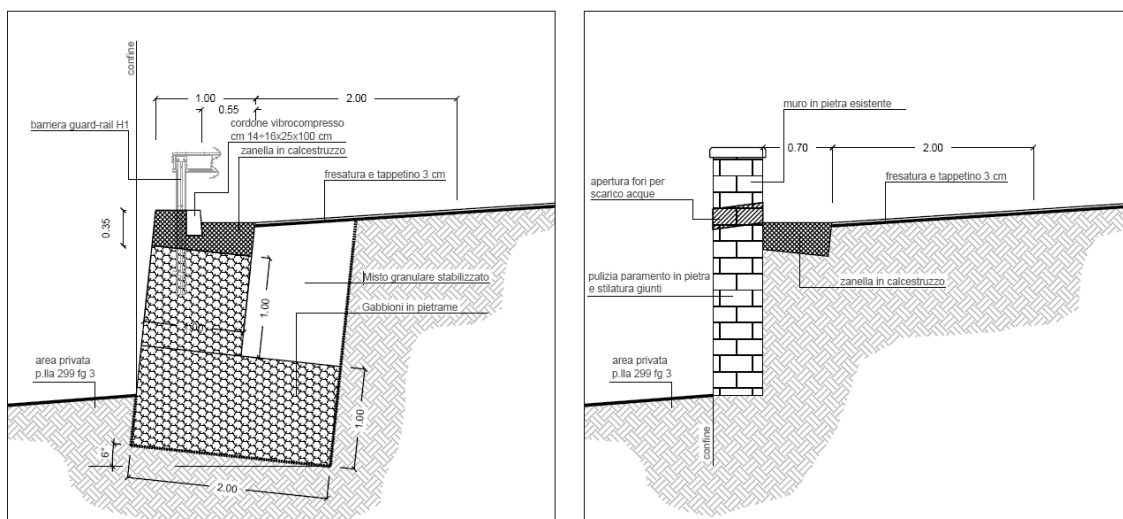 confine
1.00
2.00
0.55
barriera guard-rail H1
cordone vibrocompresso
cm 14÷16x25x100 cm
zanella in calcestruzzo
fresatura e tappetino 3 cm
0.35
Misto granulare stabilizzato
1.00
Gabbioni in pietrame
1.00
area privata
p.lla 299 fg 3
1.00
6°
2.00
muro in pietra esistente
0.70
2.00
fresatura e tappetino 3 cm
apertura fori per
scarico acque
zanella in calcestruzzo
pulizia paramento in pietra
e stilatura giunti
area privata
p.lla 299 fg 3
confine